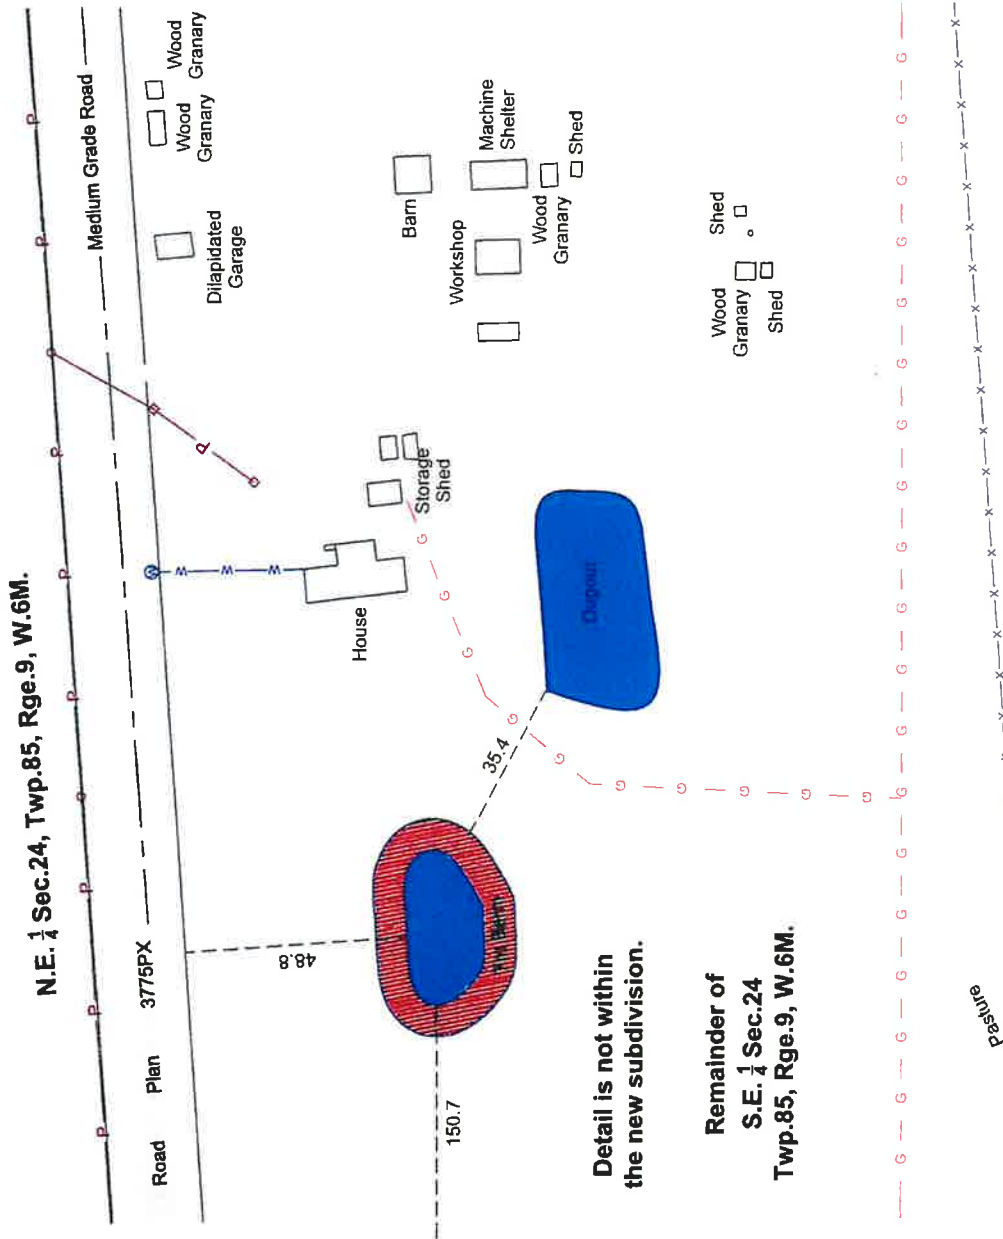 N.E. 1/4 Sec.24, Twp.85, Rge.9, W.6M.
Road Plan 3775PX
Medium Grade Road
P
P
P
P
P
P
P
P
P
P
Wood
Granary
Wood
Granary
Dilapidated
Garage
Barn
Machine
Shelter
Workshop
Wood
Granary
Shed
Shed
Wood
Granary
Shed
Storage
Shed
House
W
W
W
W
Dugout
35.4
48.8
150.7
Berm
Detail is not within
the new subdivision.
Remainder of
S.E. 1/4 Sec.24
Twp.85, Rge.9, W.6M.
G G G G G G G G G G
G G G G G G G G G G G G G G G G G G G G
x x x x x x x x x x x x x x x x x x
Pasture